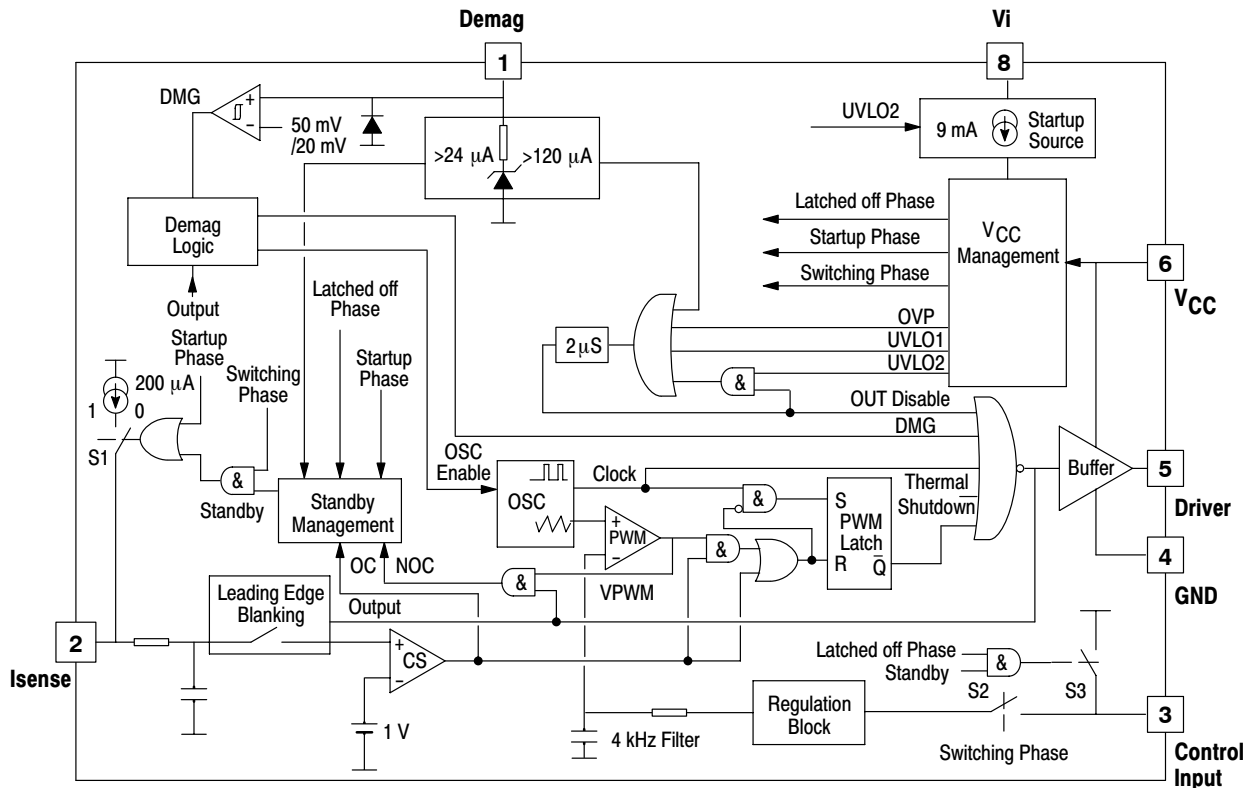 Demag
Vi
1
8
DMG
+
−
50 mV
/20 mV
>24 μA
>120 μA
UVLO2
9 mA
Startup
Source
Demag
Logic
Latched off Phase
Startup Phase
Switching Phase
VCC
Management
6
VCC
Output
Latched off
Phase
Startup
Phase
Startup
Phase
Switching
Phase
200 μA
1
0
S1
2 μS
OVP
UVLO1
UVLO2
&
OUT Disable
DMG
OSC
Enable
Clock
OSC
Thermal
Shutdown
Buffer
5
Driver
&
Standby
Standby
Management
+
PWM
−
&
&
S
PWM
Latch
R
Q̅
4
GND
OC
NOC
&
VPWM
Leading Edge
Blanking
Output
2
Isense
+
CS
−
1 V
Latched off Phase
Standby
&
S2
S3
Regulation
Block
3
Control
Input
4 kHz Filter
Switching Phase